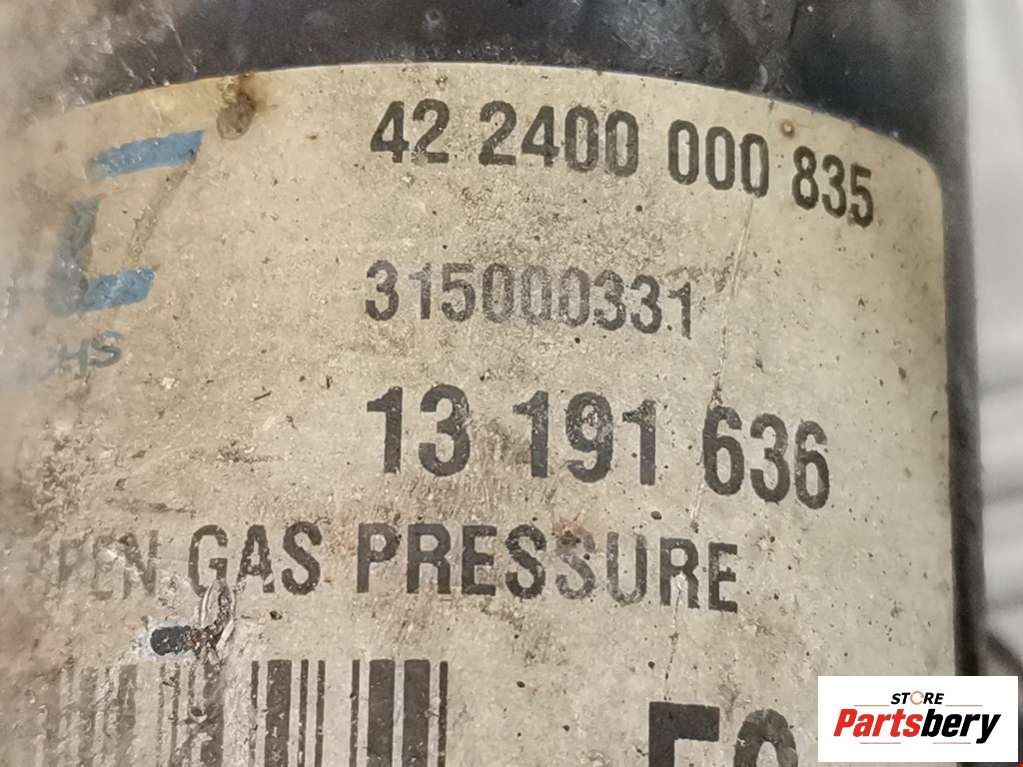 42 2400 000 835
315000331
13 191 636
GAS PRESSURE
STORE
Partsbery